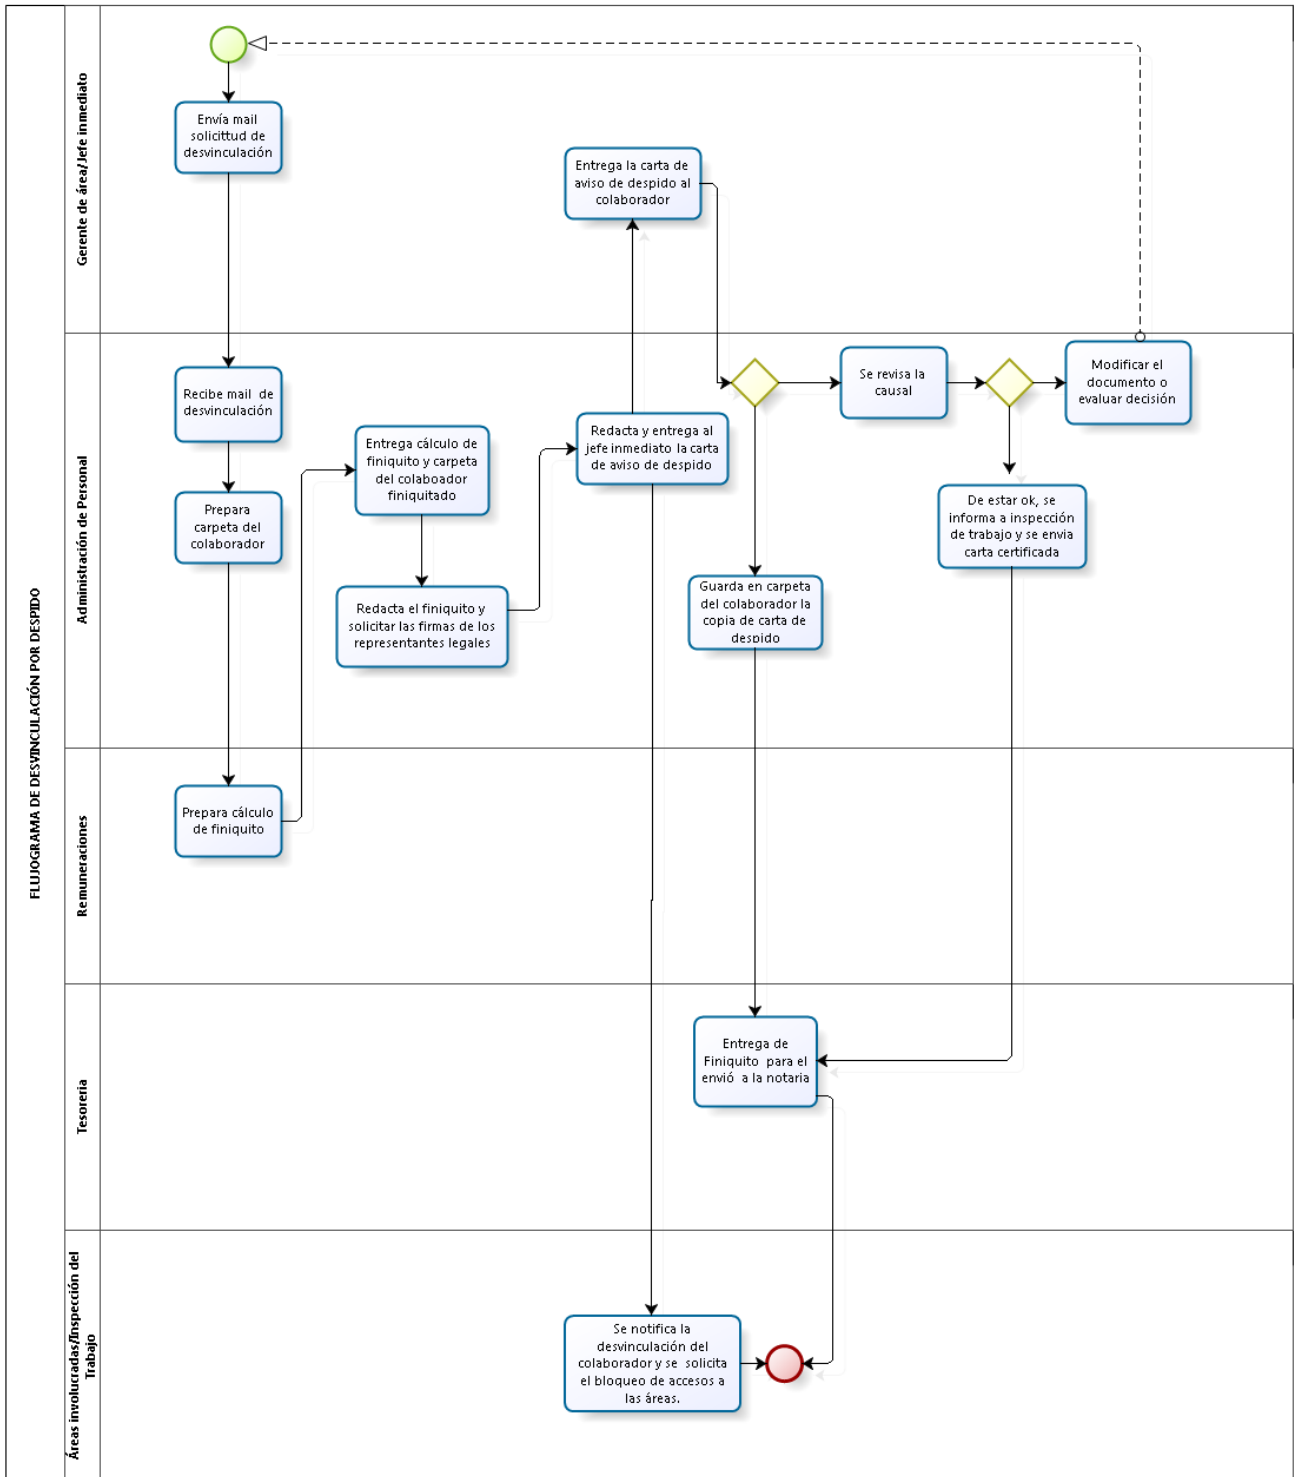 FLUJOGRAMA DE DESVINCULACIÓN POR DESPIDO
Gerente de área/Jefe inmediato
Envía mail
solicittud de
desvinculación
Entrega la carta de
aviso de despido al
colaborador
Administración de Personal
Recibe mail de
desvinculación
Prepara
carpeta del
colaborador
Entrega cálculo de
finiquito y carpeta
del colaboador
finiquitado
Redacta el finiquito y
solicitar las firmas de los
representantes legales
Redacta y entrega al
jefe inmediato la carta
de aviso de despido
Se revisa la
causal
Modificar el
documento o
evaluar decisión
De estar ok, se
informa a inspección
de trabajo y se envia
carta certificada
Guarda en carpeta
del colaborador la
copia de carta de
despido
Remuneraciones
Prepara cálculo
de finiquito
Tesoreria
Entrega de
Finiquito para el
envió a la notaria
Áreas involucradas/Inspección del
Trabajo
Se notifica la
desvinculación del
colaborador y se solicita
el bloqueo de accesos a
las áreas.